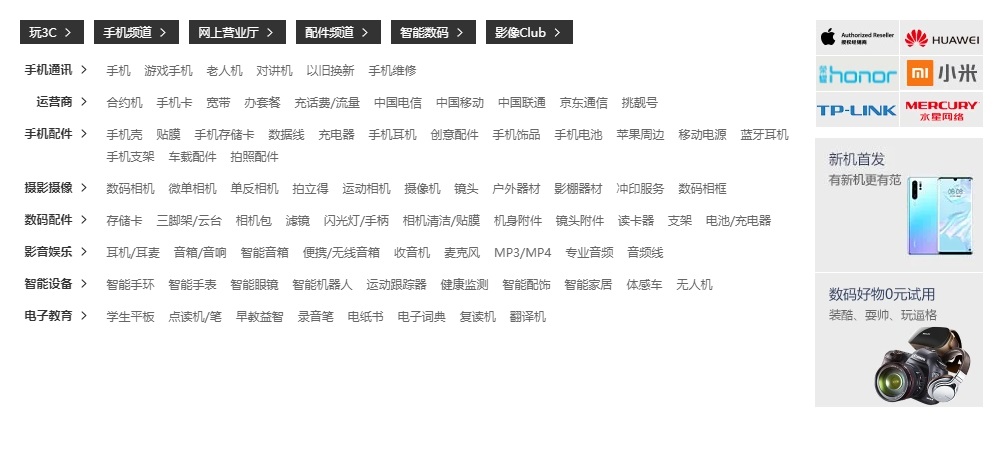 玩3C > 手机频道 > 网上营业厅 > 配件频道 > 智能数码 > 影像Club >
手机通讯 > 手机 游戏手机 老人机 对讲机 以旧换新 手机维修
运营商 > 合约机 手机卡 宽带 办套餐 充话费/流量 中国电信 中国移动 中国联通 京东通信 挑靓号
手机配件 > 手机壳 贴膜 手机存储卡 数据线 充电器 手机耳机 创意配件 手机饰品 手机电池 苹果周边 移动电源 蓝牙耳机
手机支架 车载配件 拍照配件
摄影摄像 > 数码相机 微单相机 单反相机 拍立得 运动相机 摄像机 镜头 户外器材 影棚器材 冲印服务 数码相框
数码配件 > 存储卡 三脚架/云台 相机包 滤镜 闪光灯/手柄 相机清洁/贴膜 机身附件 镜头附件 读卡器 支架 电池/充电器
影音娱乐 > 耳机/耳麦 音箱/音响 智能音箱 便携/无线音箱 收音机 麦克风 MP3/MP4 专业音频 音频线
智能设备 > 智能手环 智能手表 智能眼镜 智能机器人 运动跟踪器 健康监测 智能配饰 智能家居 体感车 无人机
电子教育 > 学生平板 点读机/笔 早教益智 录音笔 电纸书 电子词典 复读机 翻译机
Authorized Reseller
授权经销商
HUAWEI
荣耀 honor
mi 小米
TP-LINK
MERCURY
水星网络
新机首发
有新机更有范
08:08
数码好物0元试用
装酷、耍帅、玩逼格